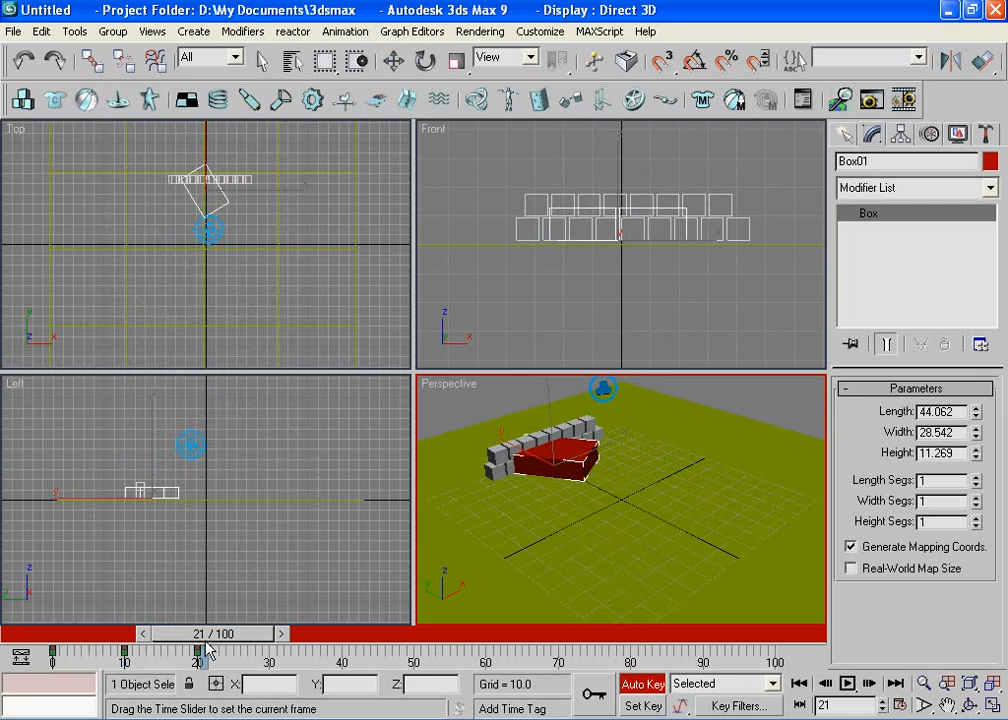 Untitled - Project Folder: D:\My Documents\3dsmax - Autodesk 3ds Max 9 - Display : Direct 3D
File Edit Tools Group Views Create Modifiers reactor Animation Graph Editors Rendering Customize MAXScript Help
All View
Top
Front
Left
Perspective
Box01
Modifier List
Box
Parameters
Length: 44.062
Width: 28.542
Height: 11.269
Length Segs: 1
Width Segs: 1
Height Segs: 1
Generate Mapping Coords.
Real-World Map Size
< 21 / 100 >
0 10 20 30 40 50 60 70 80 90 100
1 Object Sele X: Y: Z: Grid = 10.0 Auto Key Selected
Drag the Time Slider to set the current frame Add Time Tag Set Key Key Filters... 21